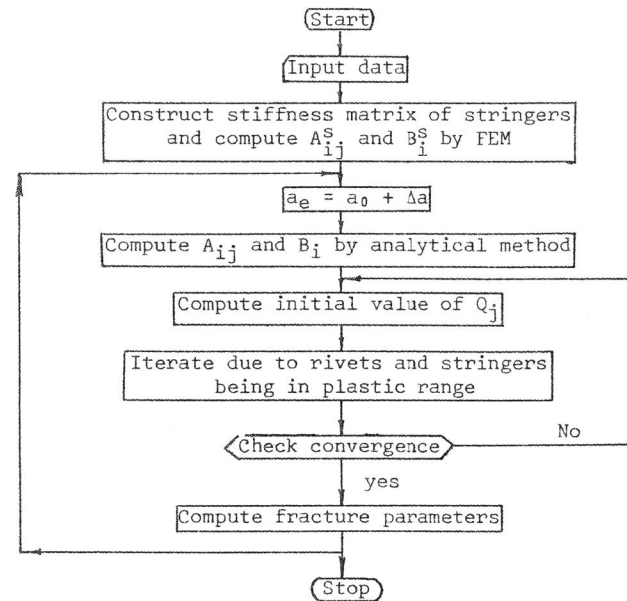 Start
Input data
Construct stiffness matrix of stringers
and compute A^s_ij and B^s_i by FEM
a_e = a_0 + Δa
Compute A_ij and B_i by analytical method
Compute initial value of Q_j
Iterate due to rivets and stringers
being in plastic range
Check convergence
No
yes
Compute fracture parameters
Stop